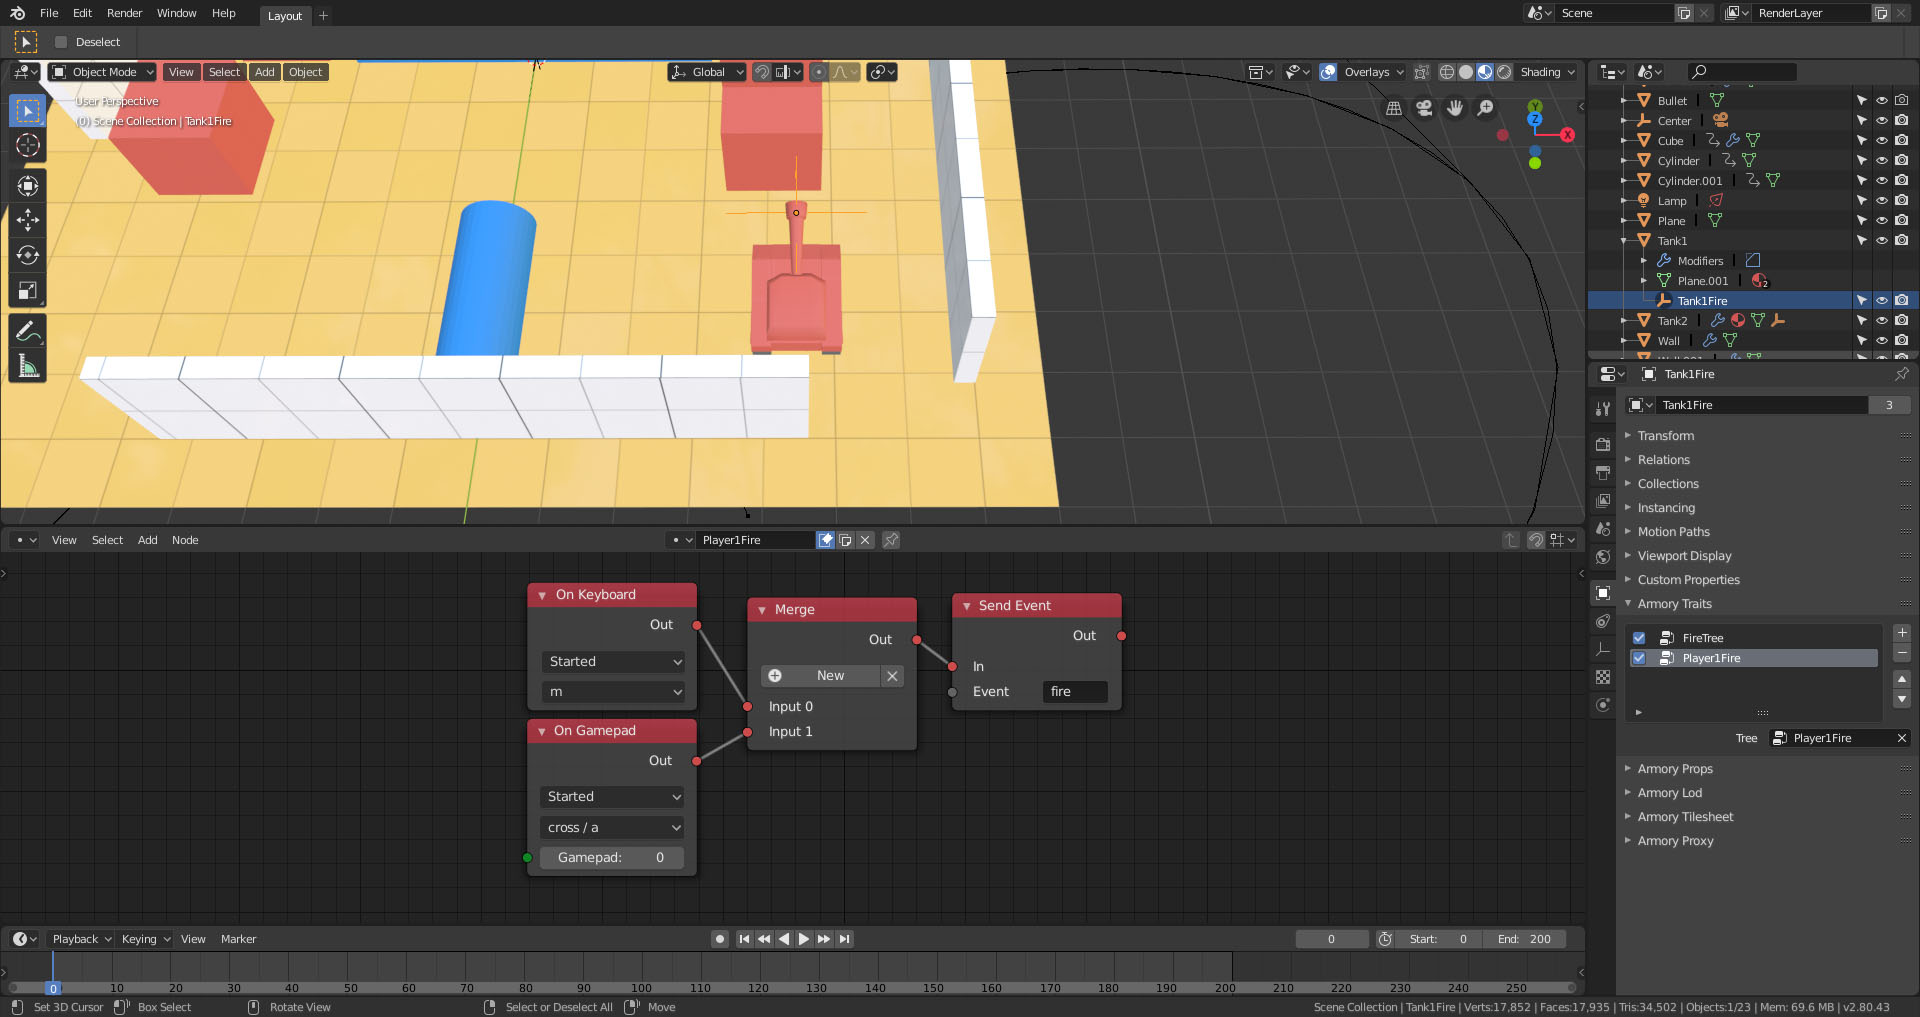 File Edit Render Window Help Layout + Scene RenderLayer
Deselect
Object Mode View Select Add Object Global Overlays Shading
User Perspective
(0) Scene Collection | Tank1Fire
Y
Z
X
Bullet
Center
Cube
Cylinder
Cylinder.001
Lamp
Plane
Tank1
Modifiers
Plane.001 2
Tank1Fire
Tank2
Wall
Wall.001
Tank1Fire
Tank1Fire 3
Transform
Relations
Collections
Instancing
Motion Paths
Viewport Display
Custom Properties
Armory Traits
FireTree
Player1Fire
Tree Player1Fire
Armory Props
Armory Lod
Armory Tilesheet
Armory Proxy
View Select Add Node Player1Fire
On Keyboard
Out
Started
m
On Gamepad
Out
Started
cross / a
Gamepad: 0
Merge
Out
New
Input 0
Input 1
Send Event
Out
In
Event fire
Playback Keying View Marker 0 Start: 0 End: 200
0 10 20 30 40 50 60 70 80 90 100 110 120 130 140 150 160 170 180 190 200 210 220 230 240 250
Set 3D Cursor Box Select Rotate View Select or Deselect All Move Scene Collection | Tank1Fire | Verts:17,852 | Faces:17,935 | Tris:34,502 | Objects:1/23 | Mem: 69.6 MB | v2.80.43